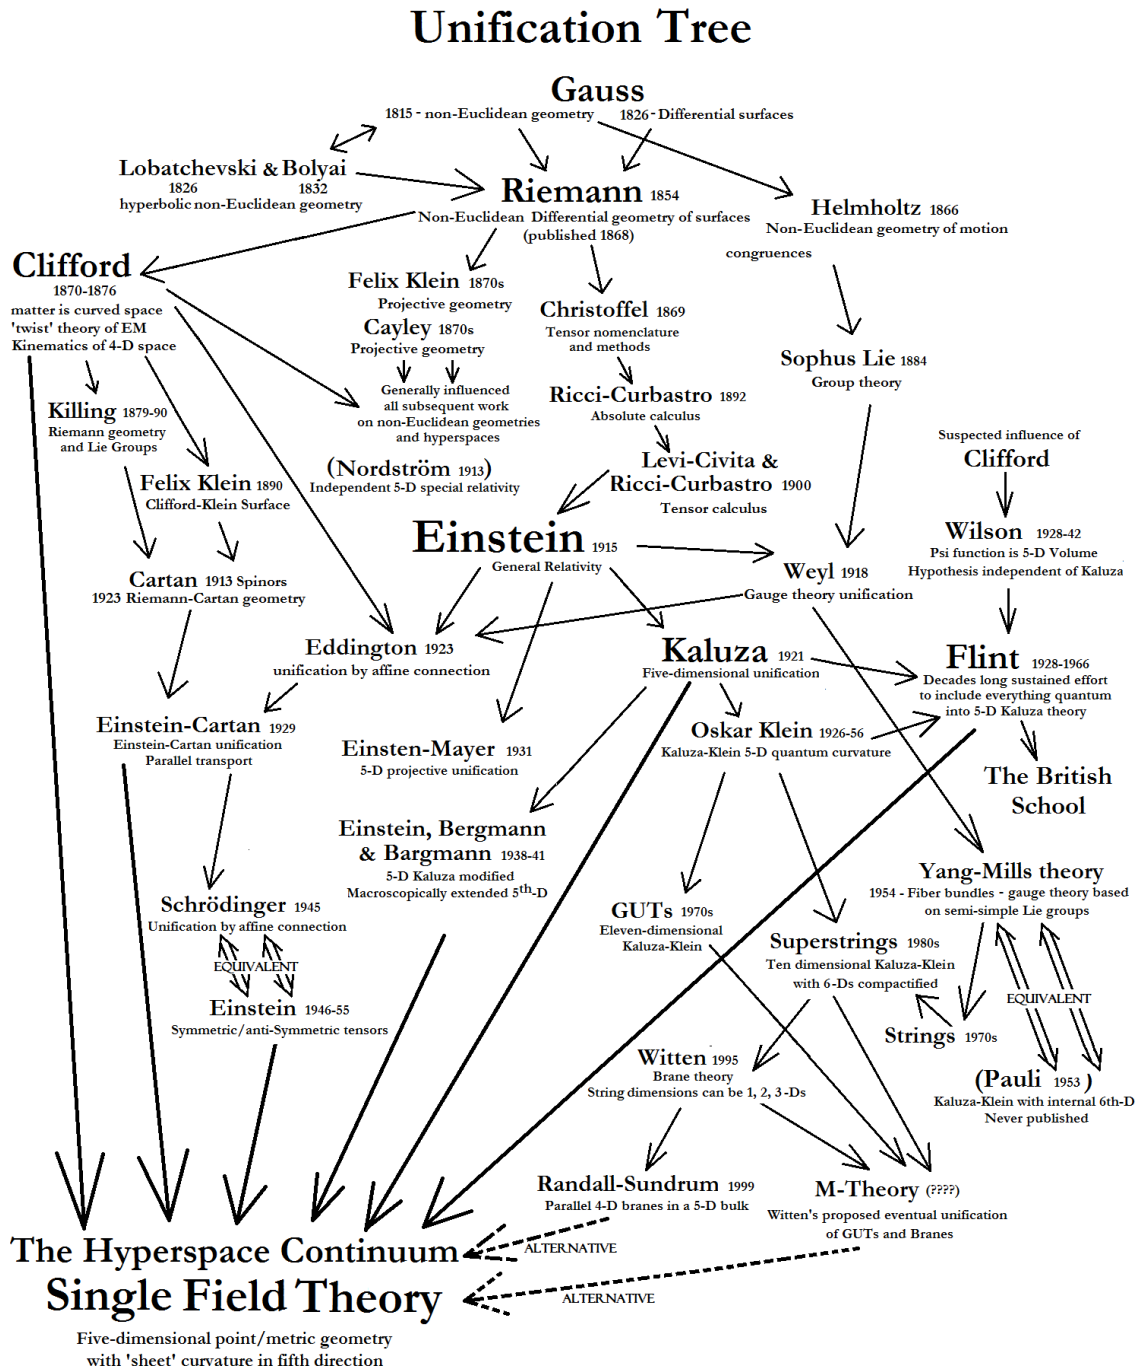 Unification Tree
Gauss
1815 - non-Euclidean geometry
1826 - Differential surfaces
Lobatchevski & Bolyai
1826 1832
hyperbolic non-Euclidean geometry
Riemann 1854
Non-Euclidean Differential geometry of surfaces
(published 1868)
Helmholtz 1866
Non-Euclidean geometry of motion
congruences
Clifford
1870-1876
matter is curved space
'twist' theory of EM
Kinematics of 4-D space
Felix Klein 1870s
Projective geometry
Cayley 1870s
Projective geometry
Generally influenced
all subsequent work
on non-Euclidean geometries
and hyperspaces
Christoffel 1869
Tensor nomenclature
and methods
Sophus Lie 1884
Group theory
Ricci-Curbastro 1892
Absolute calculus
Killing 1879-90
Riemann geometry
and Lie Groups
Felix Klein 1890
Clifford-Klein Surface
(Nordström 1913)
Independent 5-D special relativity
Levi-Civita &
Ricci-Curbastro 1900
Tensor calculus
Suspected influence of
Clifford
Einstein 1915
General Relativity
Wilson 1928-42
Psi function is 5-D Volume
Hypothesis independent of Kaluza
Weyl 1918
Gauge theory unification
Cartan 1913 Spinors
1923 Riemann-Cartan geometry
Eddington 1923
unification by affine connection
Kaluza 1921
Five-dimensional unification
Flint 1928-1966
Decades long sustained effort
to include everything quantum
into 5-D Kaluza theory
Einstein-Cartan 1929
Einstein-Cartan unification
Parallel transport
Einsten-Mayer 1931
5-D projective unification
Oskar Klein 1926-56
Kaluza-Klein 5-D quantum curvature
The British
School
Einstein, Bergmann
& Bargmann 1938-41
5-D Kaluza modified
Macroscopically extended 5th-D
Yang-Mills theory
1954 - Fiber bundles - gauge theory based
on semi-simple Lie groups
Schrödinger 1945
Unification by affine connection
EQUIVALENT
Einstein 1946-55
Symmetric/anti-Symmetric tensors
GUTs 1970s
Eleven-dimensional
Kaluza-Klein
Superstrings 1980s
Ten dimensional Kaluza-Klein
with 6-Ds compactified
EQUIVALENT
Strings 1970s
Witten 1995
Brane theory
String dimensions can be 1, 2, 3 -Ds
(Pauli 1953 )
Kaluza-Klein with internal 6th-D
Never published
Randall-Sundrum 1999
Parallel 4-D branes in a 5-D bulk
M-Theory (????)
Witten's proposed eventual unification
of GUTs and Branes
The Hyperspace Continuum
ALTERNATIVE
Single Field Theory
ALTERNATIVE
Five-dimensional point/metric geometry
with 'sheet' curvature in fifth direction